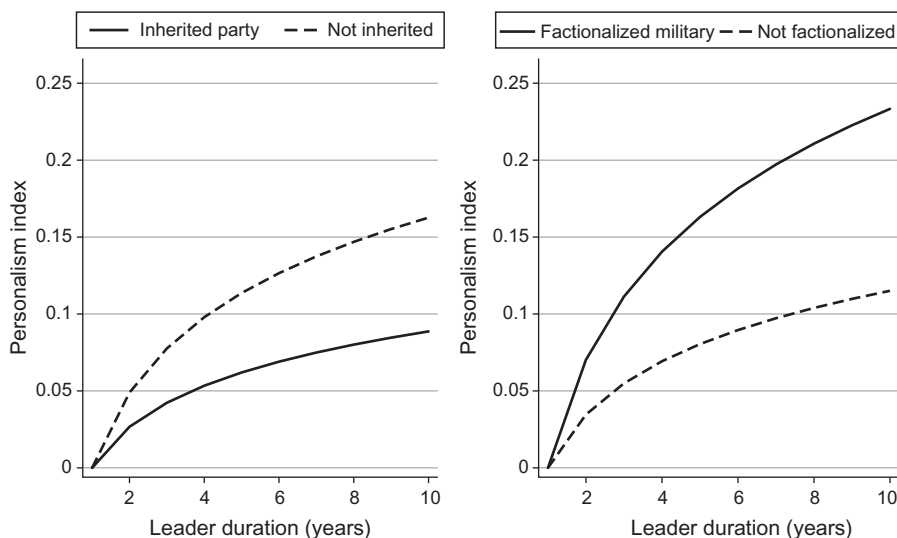 Inherited party Not inherited
0.25
0.2
0.15
0.1
0.05
0
Personalism index
2 4 6 8 10
Leader duration (years)
Factionalized military Not factionalized
0.25
0.2
0.15
0.1
0.05
0
Personalism index
2 4 6 8 10
Leader duration (years)